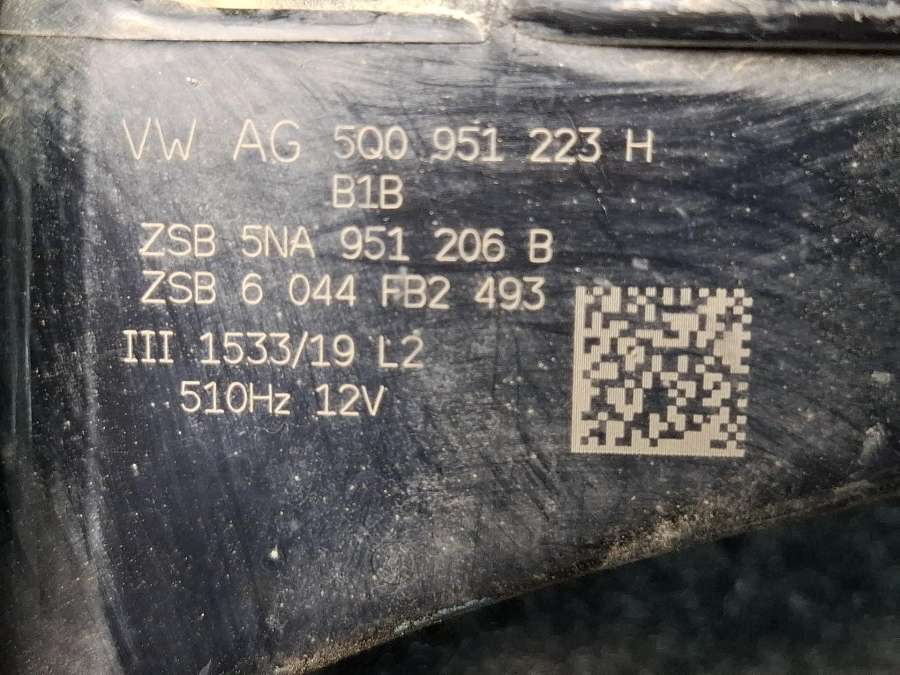 VW AG 5Q0 951 223 H
B1B
ZSB 5NA 951 206 B
ZSB 6 044 FB2 493
III 1533/19 L2
510Hz 12V